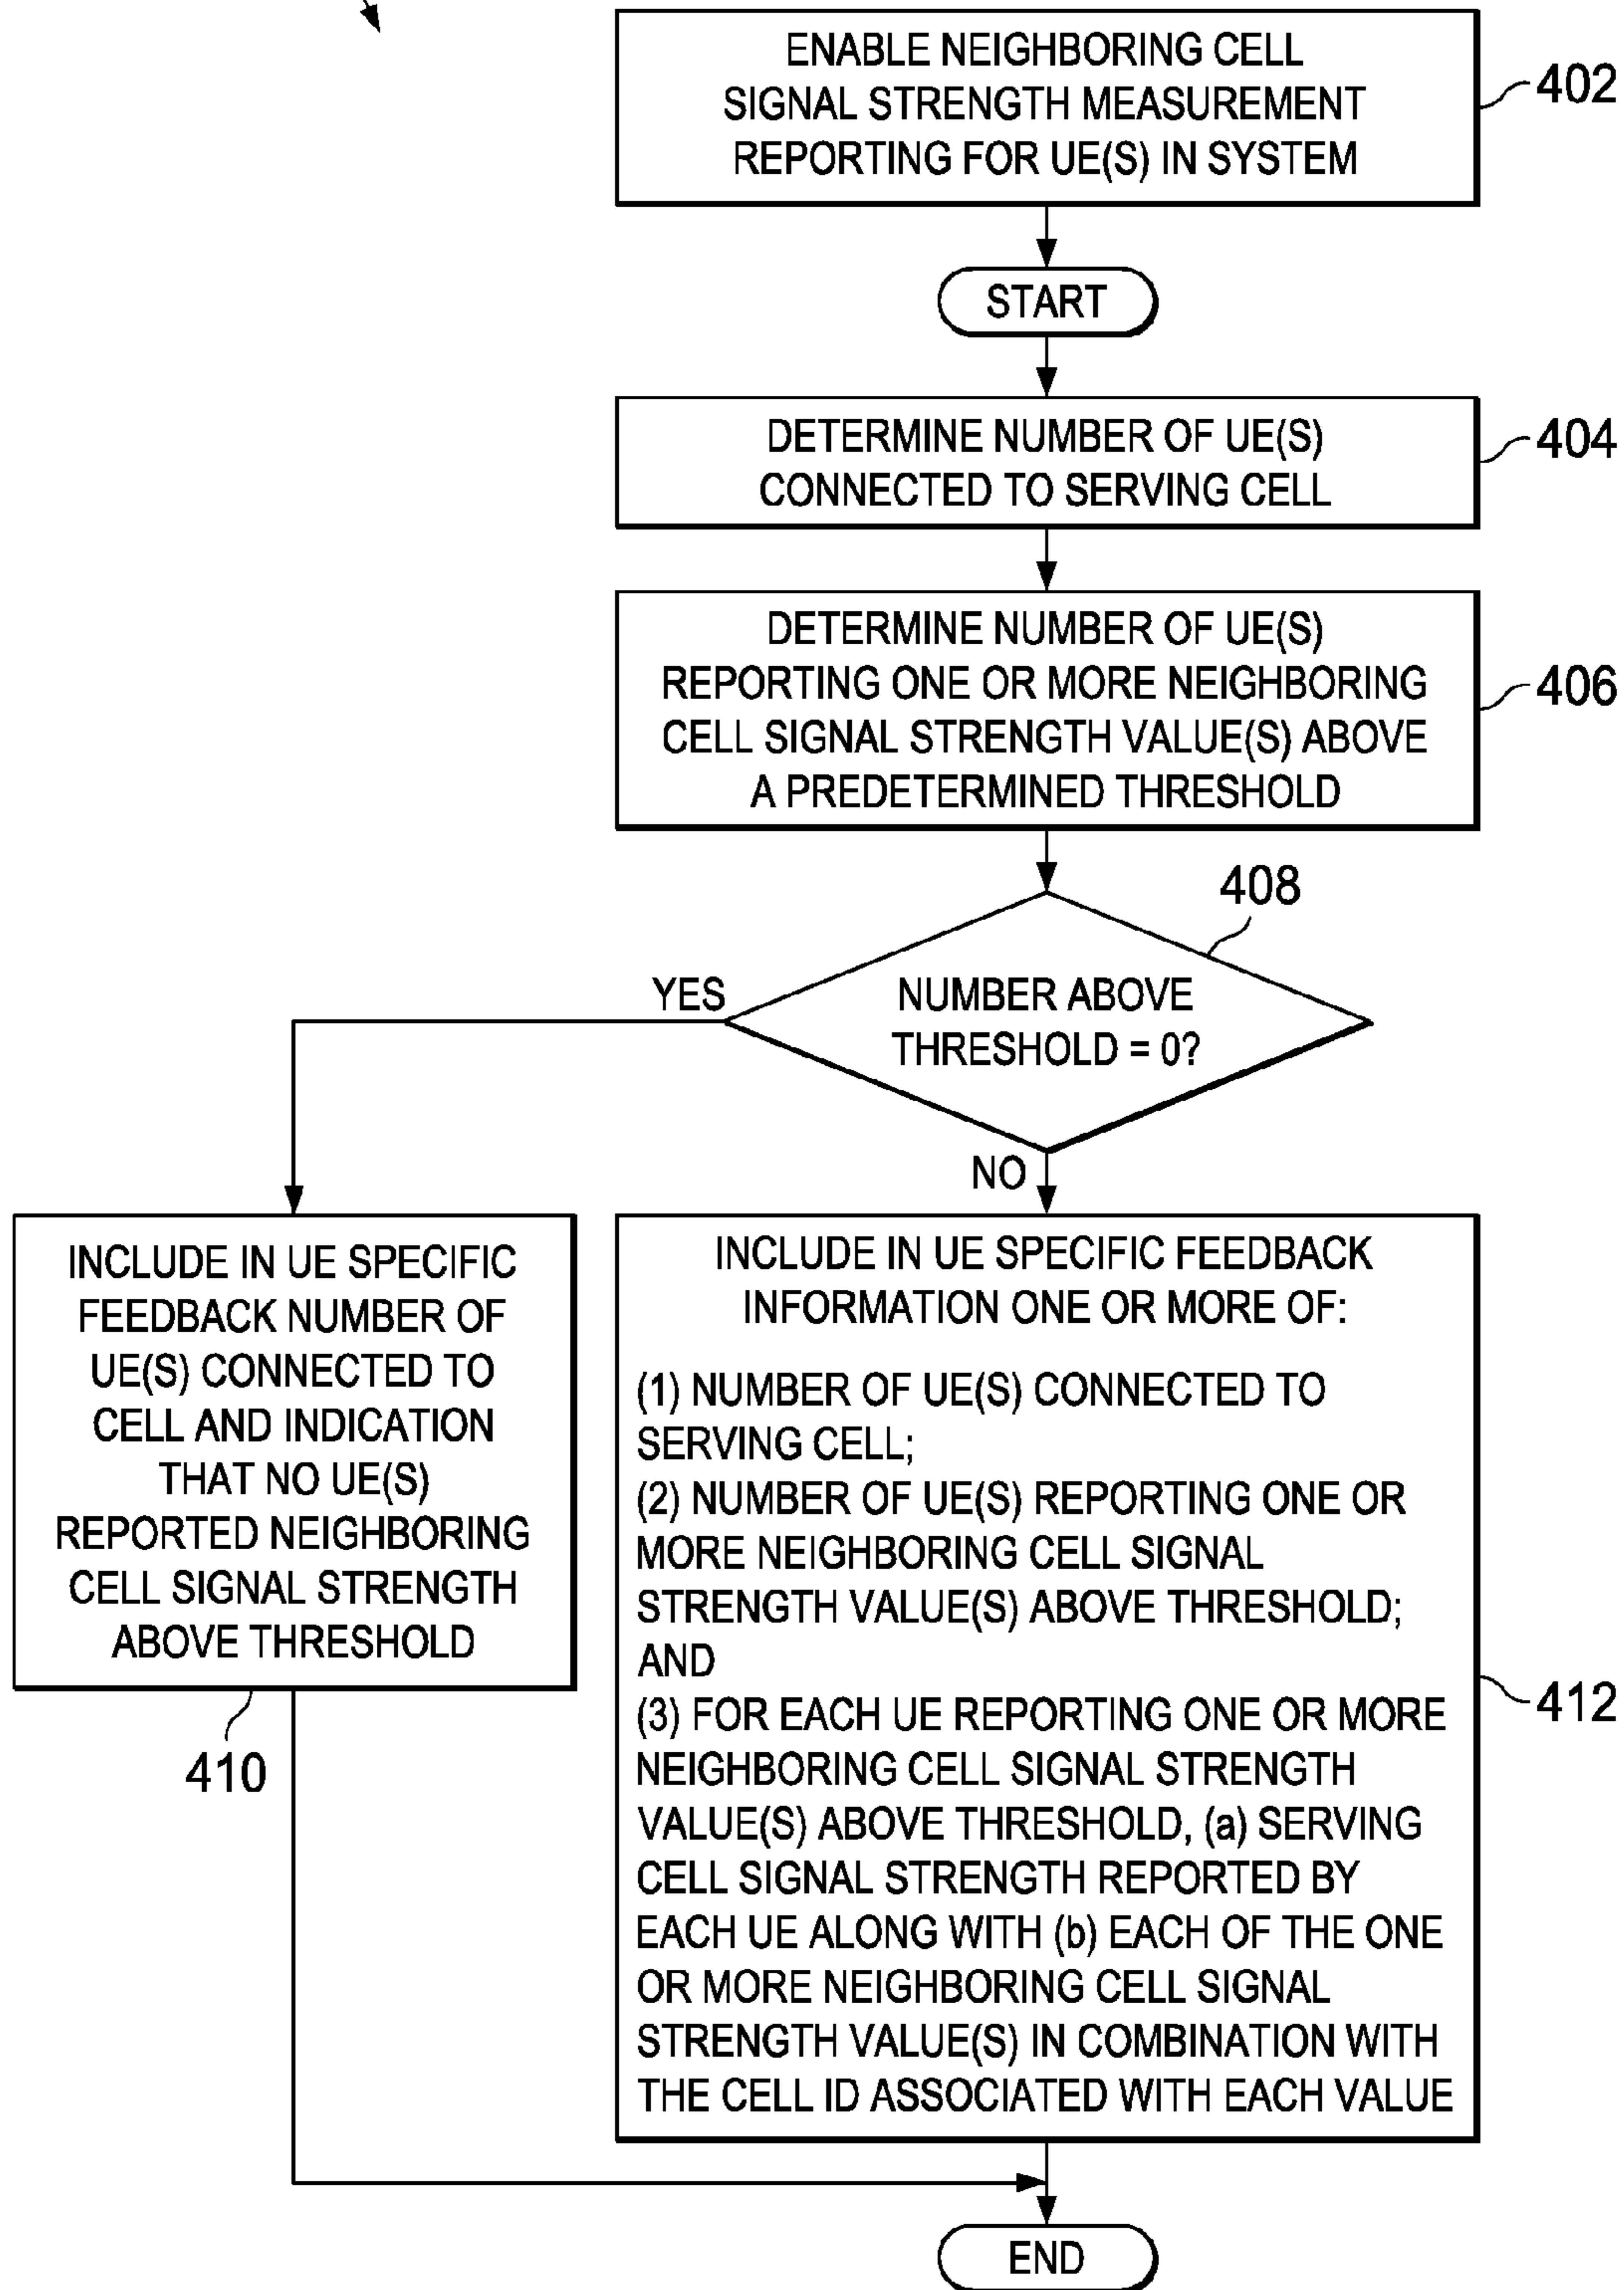 ENABLE NEIGHBORING CELL
SIGNAL STRENGTH MEASUREMENT
REPORTING FOR UE(S) IN SYSTEM
402
START
DETERMINE NUMBER OF UE(S)
CONNECTED TO SERVING CELL
404
DETERMINE NUMBER OF UE(S)
REPORTING ONE OR MORE NEIGHBORING
CELL SIGNAL STRENGTH VALUE(S) ABOVE
A PREDETERMINED THRESHOLD
406
408
NUMBER ABOVE
THRESHOLD = 0?
YES
NO
INCLUDE IN UE SPECIFIC
FEEDBACK NUMBER OF
UE(S) CONNECTED TO
CELL AND INDICATION
THAT NO UE(S)
REPORTED NEIGHBORING
CELL SIGNAL STRENGTH
ABOVE THRESHOLD
410
INCLUDE IN UE SPECIFIC FEEDBACK
INFORMATION ONE OR MORE OF:
(1) NUMBER OF UE(S) CONNECTED TO
SERVING CELL;
(2) NUMBER OF UE(S) REPORTING ONE OR
MORE NEIGHBORING CELL SIGNAL
STRENGTH VALUE(S) ABOVE THRESHOLD;
AND
(3) FOR EACH UE REPORTING ONE OR MORE
NEIGHBORING CELL SIGNAL STRENGTH
VALUE(S) ABOVE THRESHOLD, (a) SERVING
CELL SIGNAL STRENGTH REPORTED BY
EACH UE ALONG WITH (b) EACH OF THE ONE
OR MORE NEIGHBORING CELL SIGNAL
STRENGTH VALUE(S) IN COMBINATION WITH
THE CELL ID ASSOCIATED WITH EACH VALUE
412
END